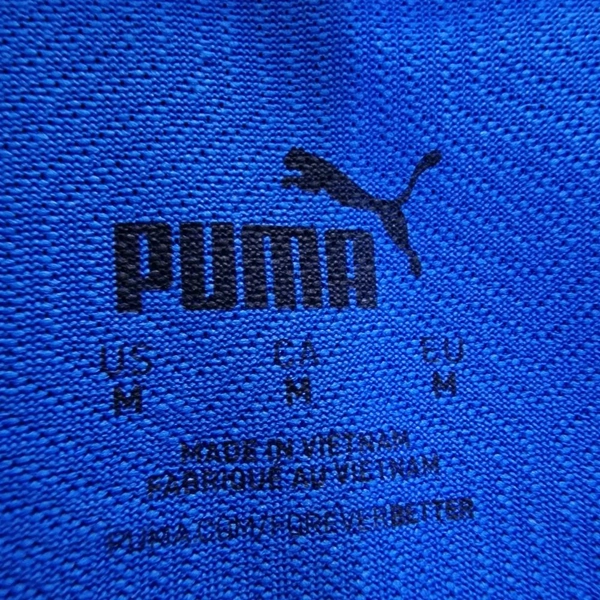 PUMA
US CA EU
M M M
MADE IN VIETNAM
FABRIQUÉ AU VIETNAM
PUMA.COM/FOREVERBETTER